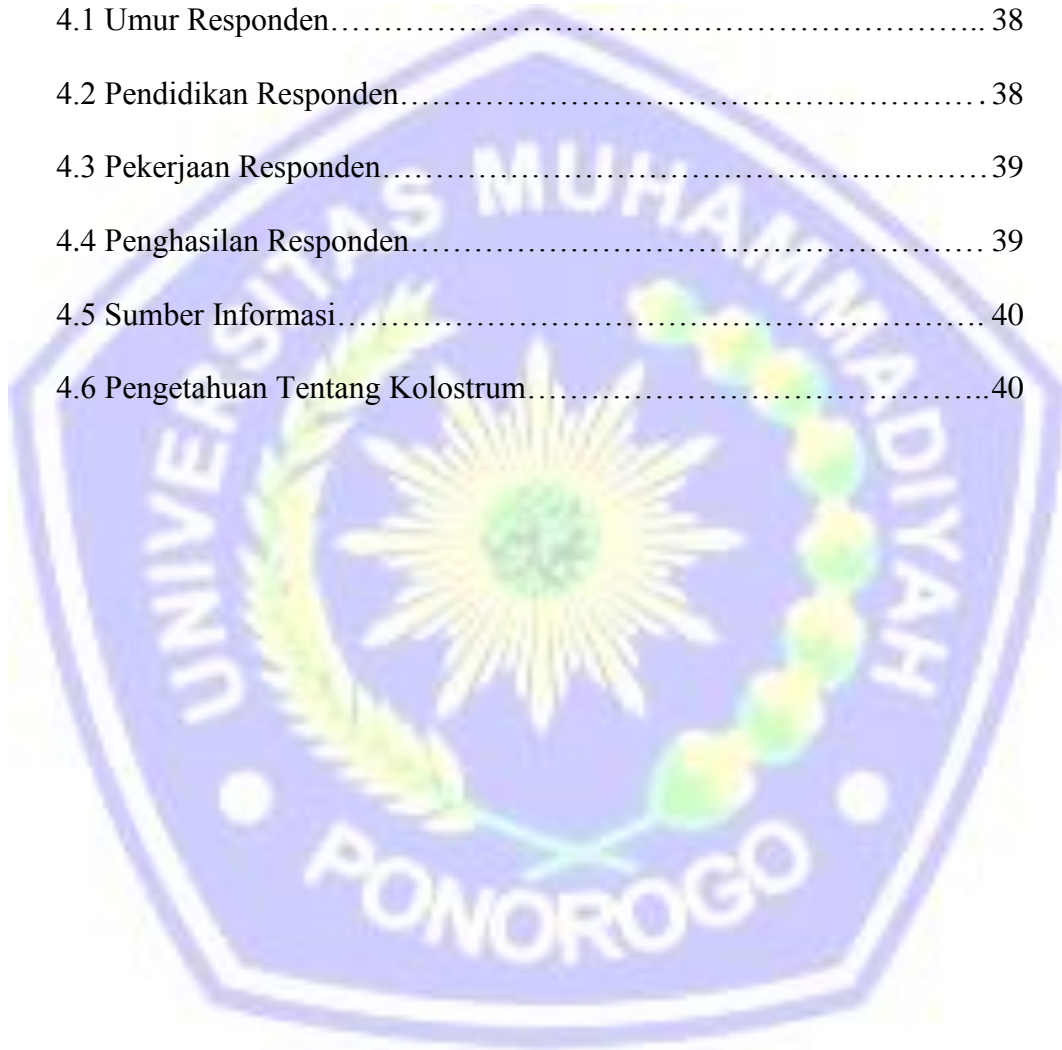 4.1 Umur Responden…………………………………………………….. 38
4.2 Pendidikan Responden………………………………………………. 38
4.3 Pekerjaan Responden………………………………………………… 39
4.4 Penghasilan Responden……………………………………………… 39
4.5 Sumber Informasi……………………………………………………. 40
4.6 Pengetahuan Tentang Kolostrum……………………………………..40
UNIVERSITAS MUHAMMADIYAH
PONOROGO